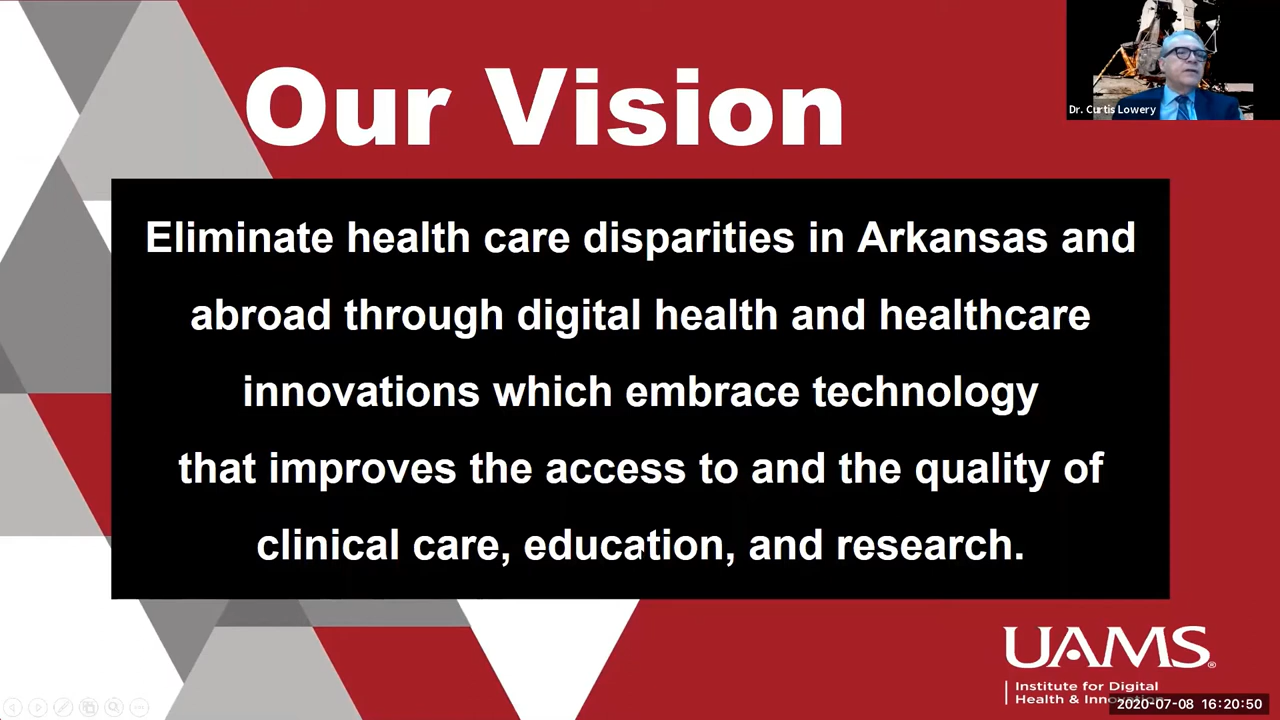 Our Vision
Dr. Curtis Lowery
Eliminate health care disparities in Arkansas and
abroad through digital health and healthcare
innovations which embrace technology
that improves the access to and the quality of
clinical care, education, and research.
UAMS®
Institute for Digital
Health & Innovation
2020-07-08 16:20:50